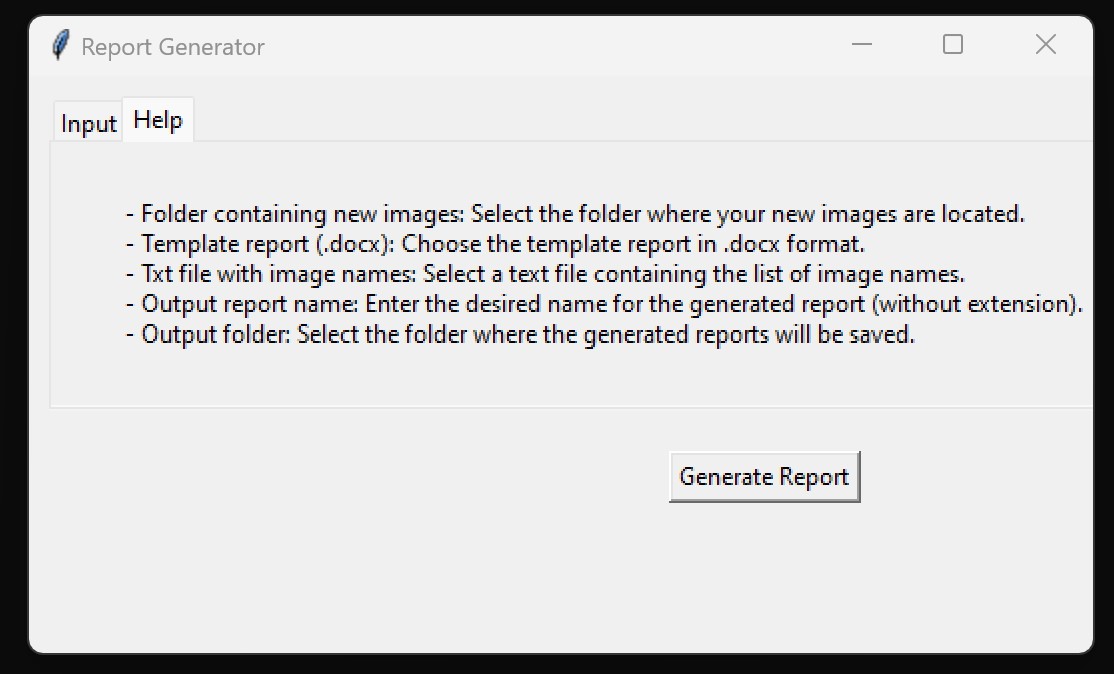 Report Generator
Input
Help
- Folder containing new images: Select the folder where your new images are located.
- Template report (.docx): Choose the template report in .docx format.
- Txt file with image names: Select a text file containing the list of image names.
- Output report name: Enter the desired name for the generated report (without extension).
- Output folder: Select the folder where the generated reports will be saved.
Generate Report